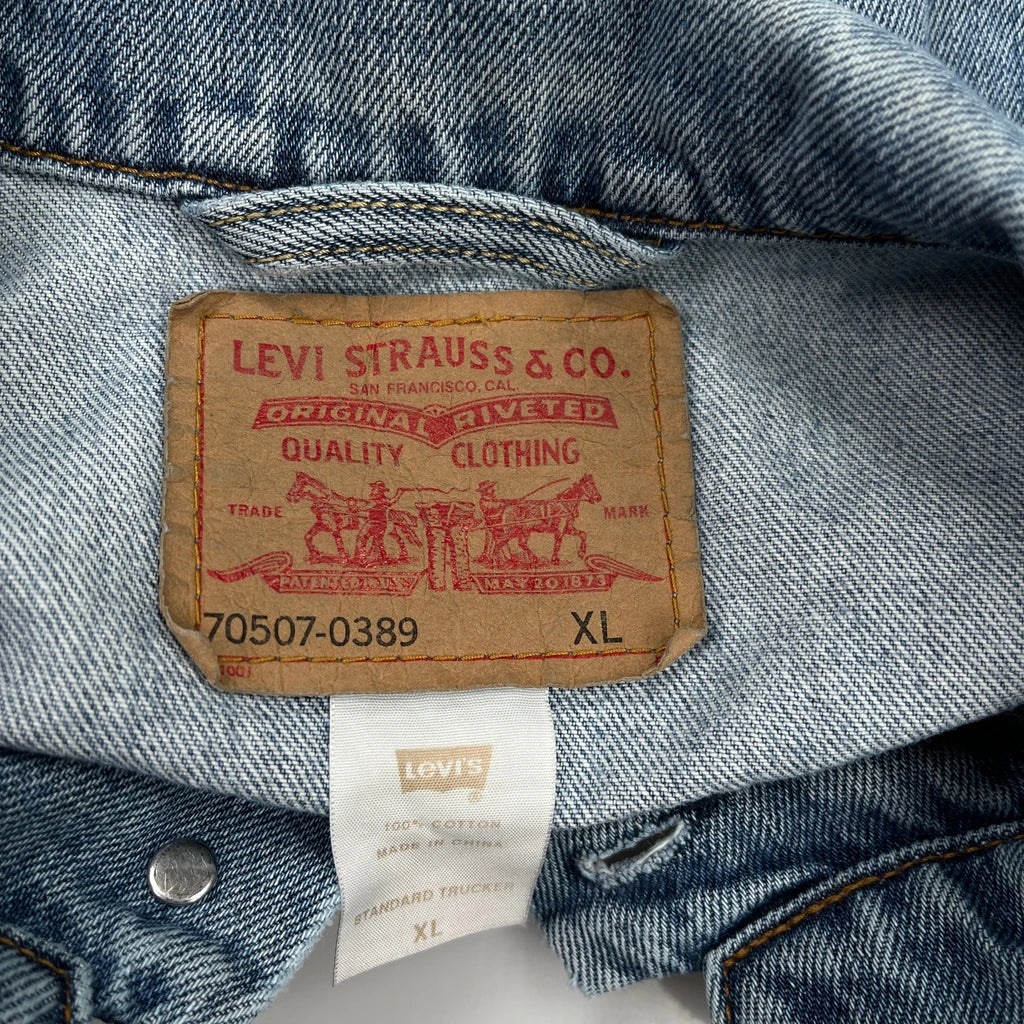 LEVI STRAUSS & CO.
SAN FRANCISCO, CAL.
ORIGINAL RIVETED
QUALITY CLOTHING
TRADE MARK
PATENTED IN U.S. MAY 20 1873
70507-0389 XL
Levi's
100% COTTON
MADE IN CHINA
STANDARD TRUCKER
XL